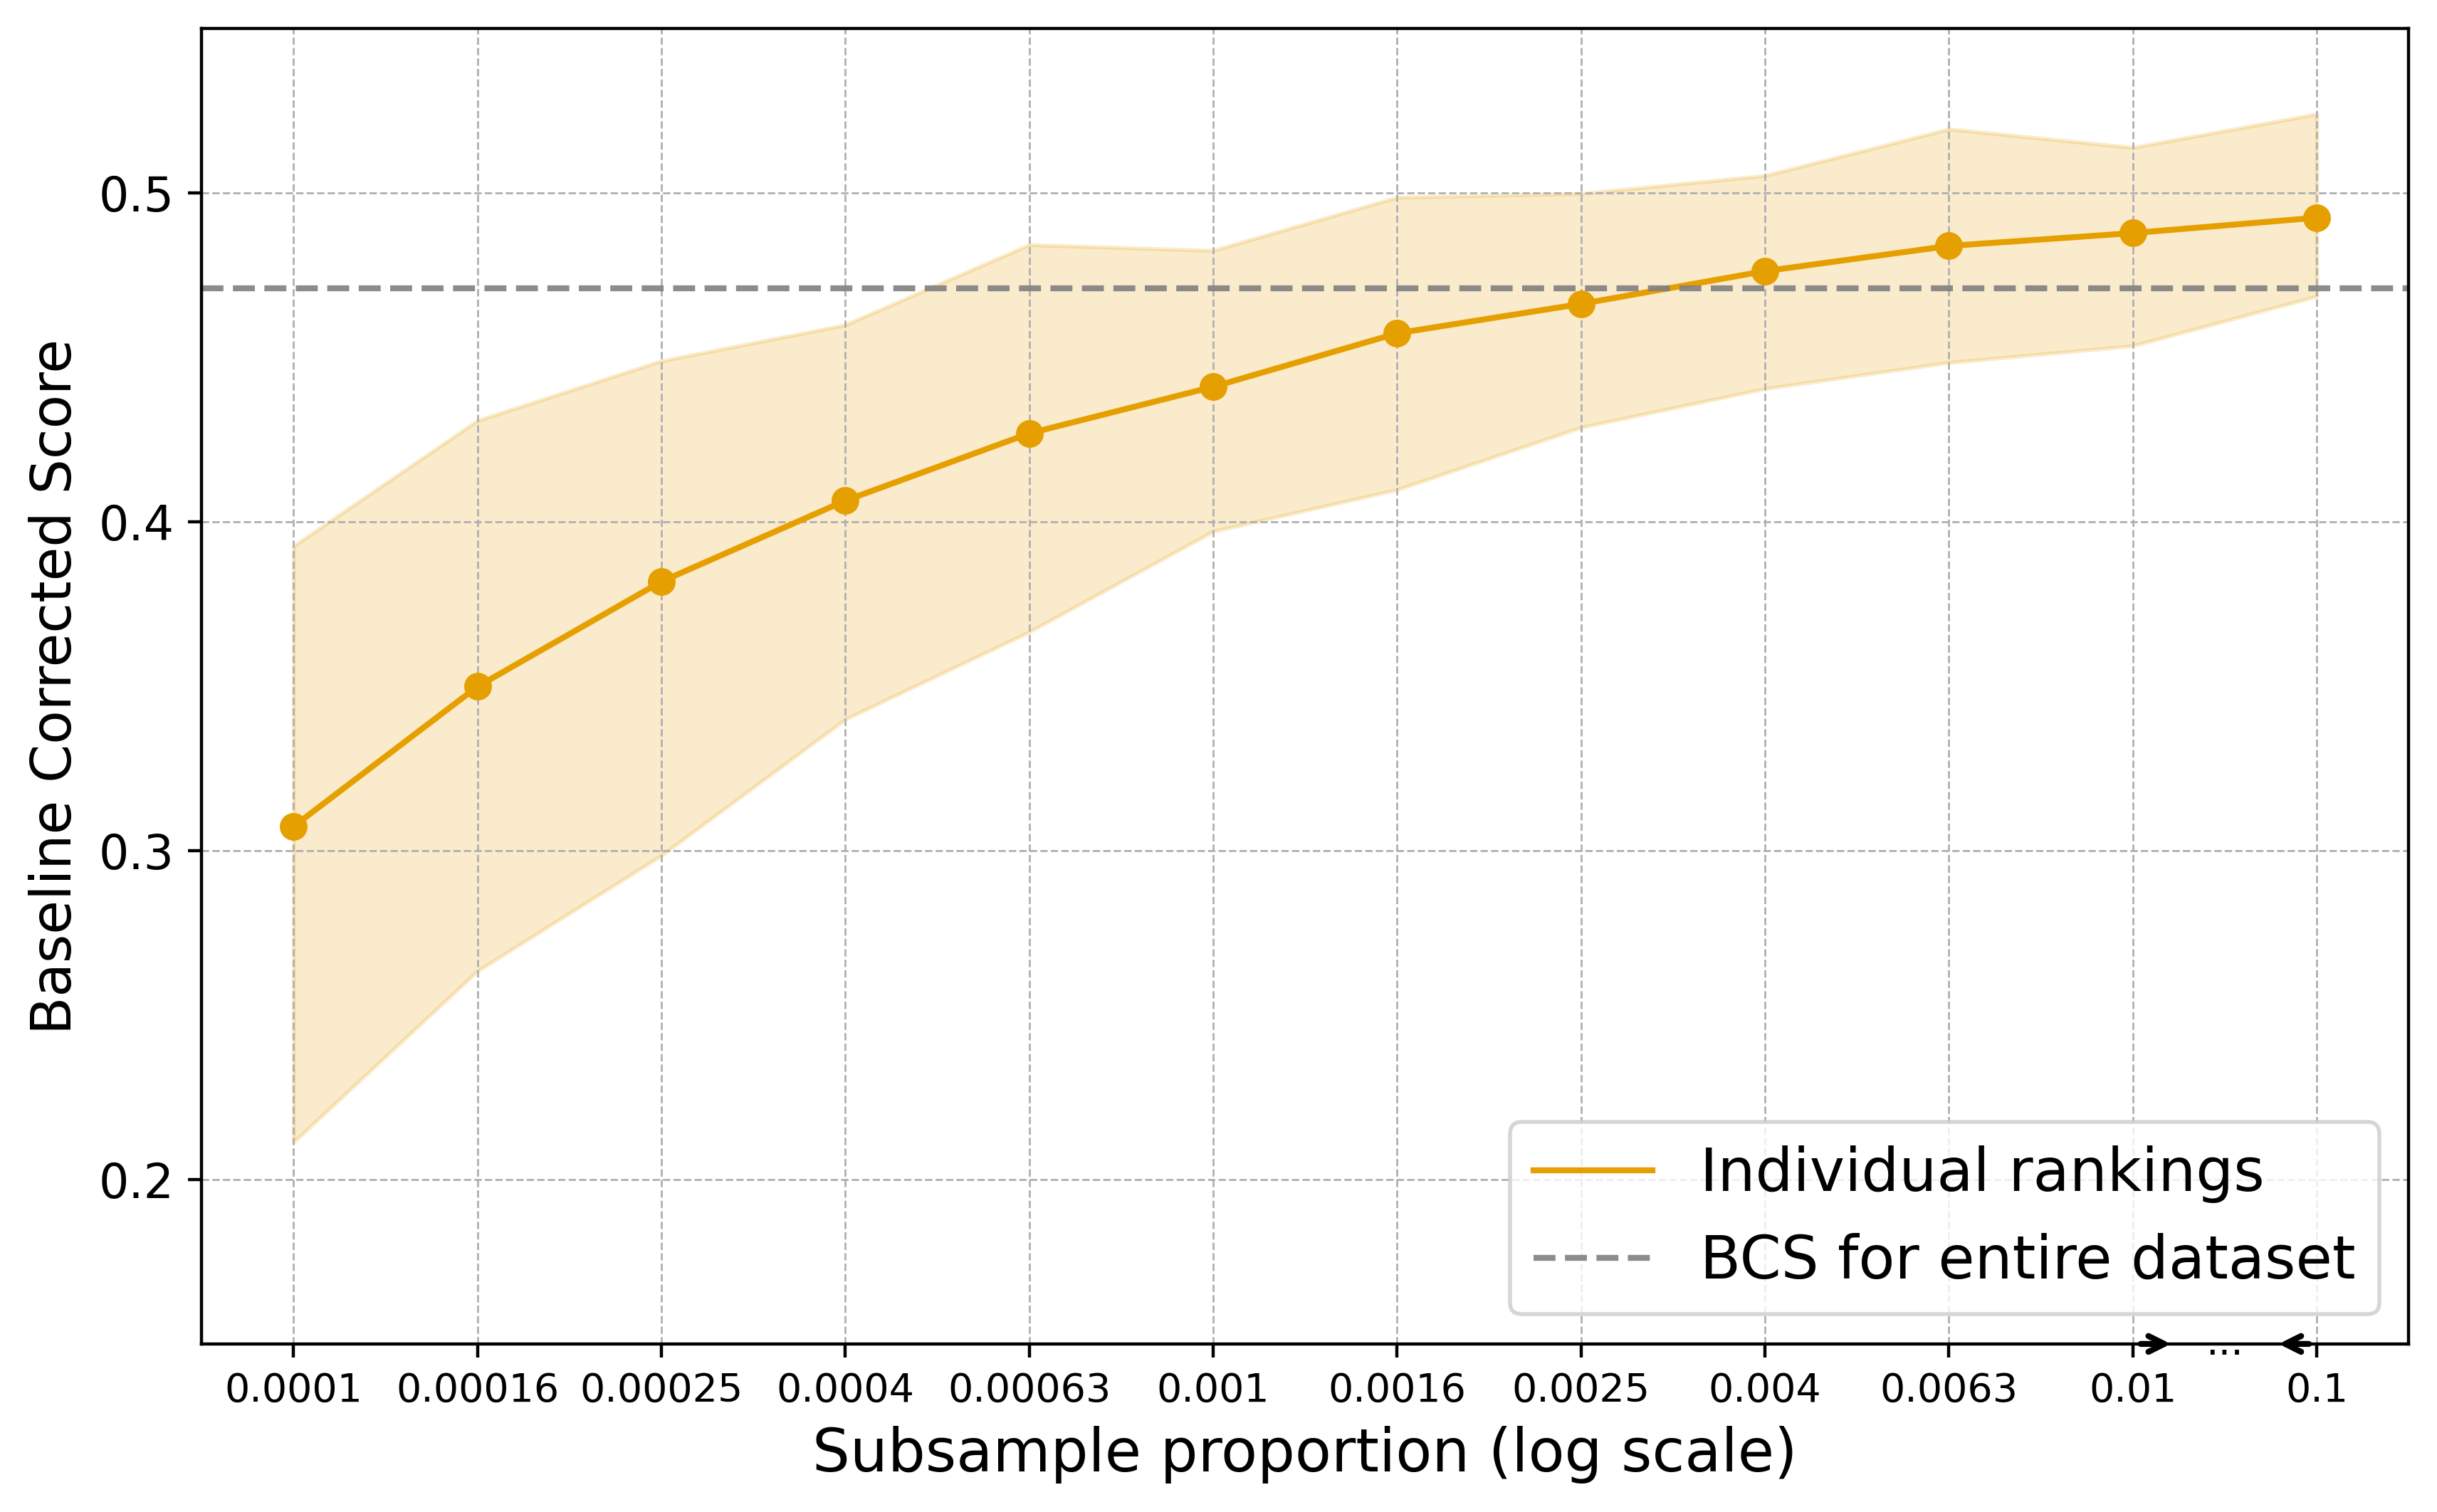 0.5
0.4
0.3
0.2
Baseline Corrected Score
Individual rankings
BCS for entire dataset
...
0.0001 0.00016 0.00025 0.0004 0.00063 0.001 0.0016 0.0025 0.004 0.0063 0.01 0.1
Subsample proportion (log scale)